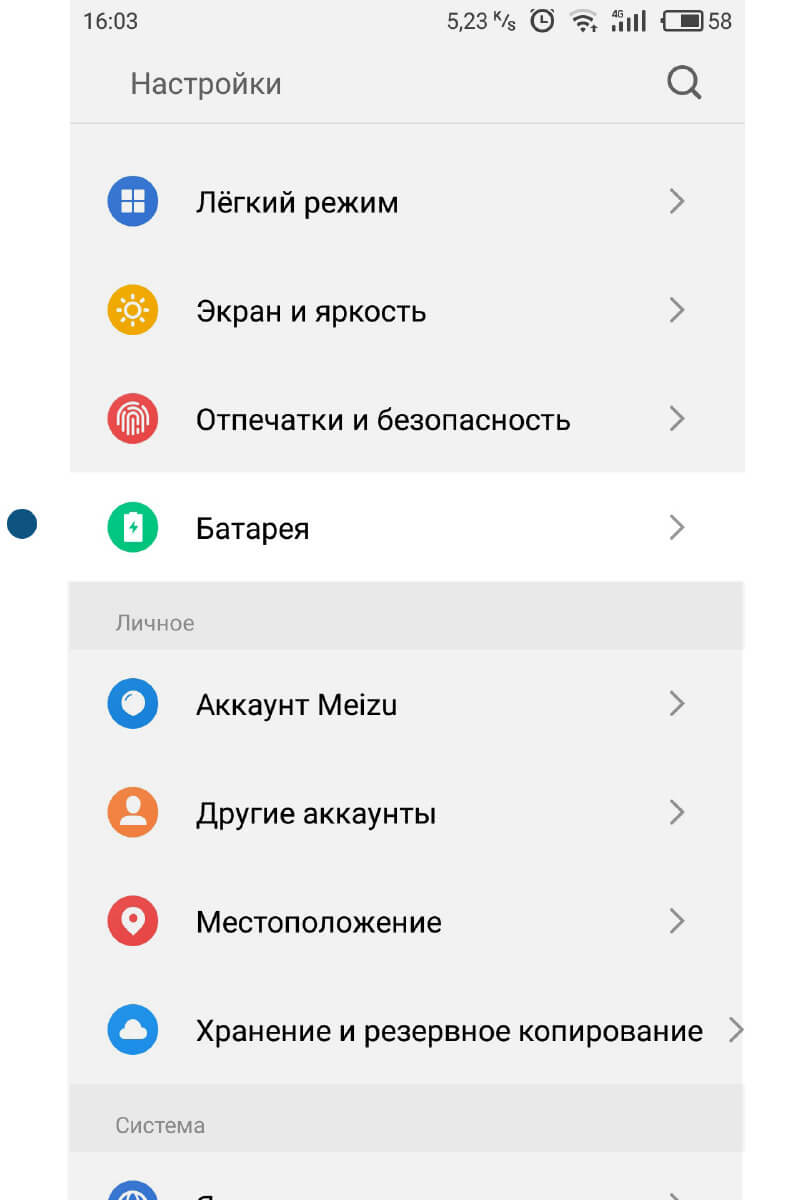 16:03 5,23 K/s 4G 58
Настройки
Лёгкий режим
Экран и яркость
Отпечатки и безопасность
Батарея
Личное
Аккаунт Meizu
Другие аккаунты
Местоположение
Хранение и резервное копирование
Система